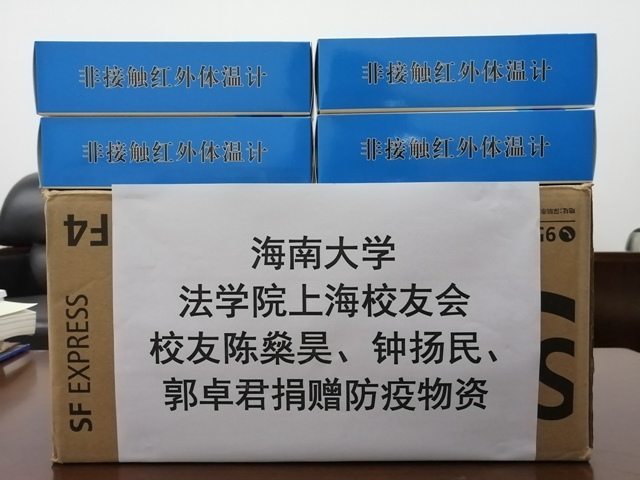 非接触红外体温计
非接触红外体温计
非接触红外体温计
非接触红外体温计
F4
95
SF EXPRESS
海南大学
法学院上海校友会
校友陈燊昊、钟扬民、
郭卓君捐赠防疫物资
S